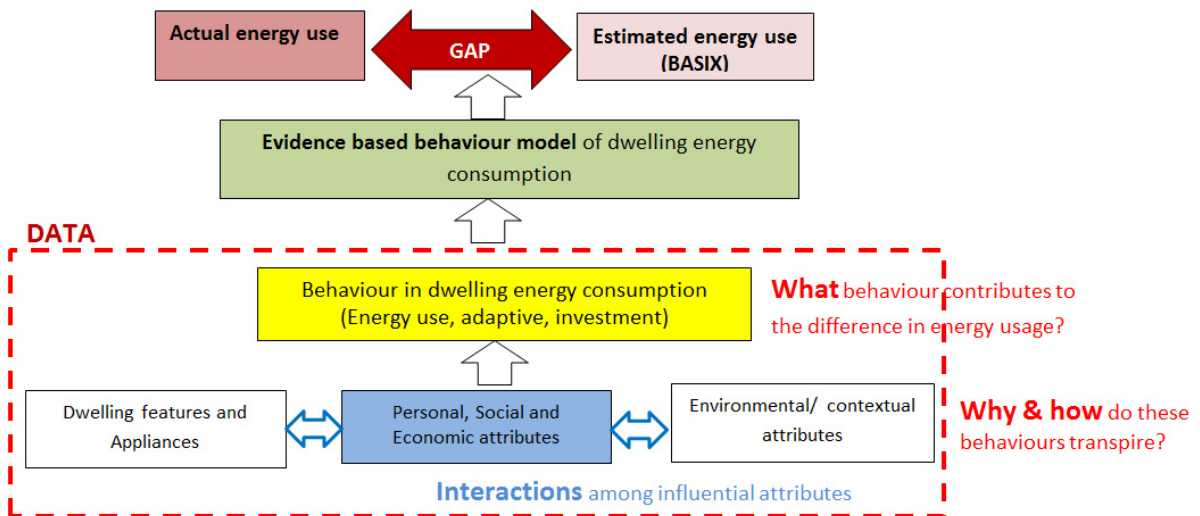 Actual energy use
GAP
Estimated energy use
(BASIX)
Evidence based behaviour model of dwelling energy
consumption
DATA
Behaviour in dwelling energy consumption
(Energy use, adaptive, investment)
What behaviour contributes to
the difference in energy usage?
Dwelling features and
Appliances
Personal, Social and
Economic attributes
Environmental/ contextual
attributes
Why & how do these
behaviours transpire?
Interactions among influential attributes